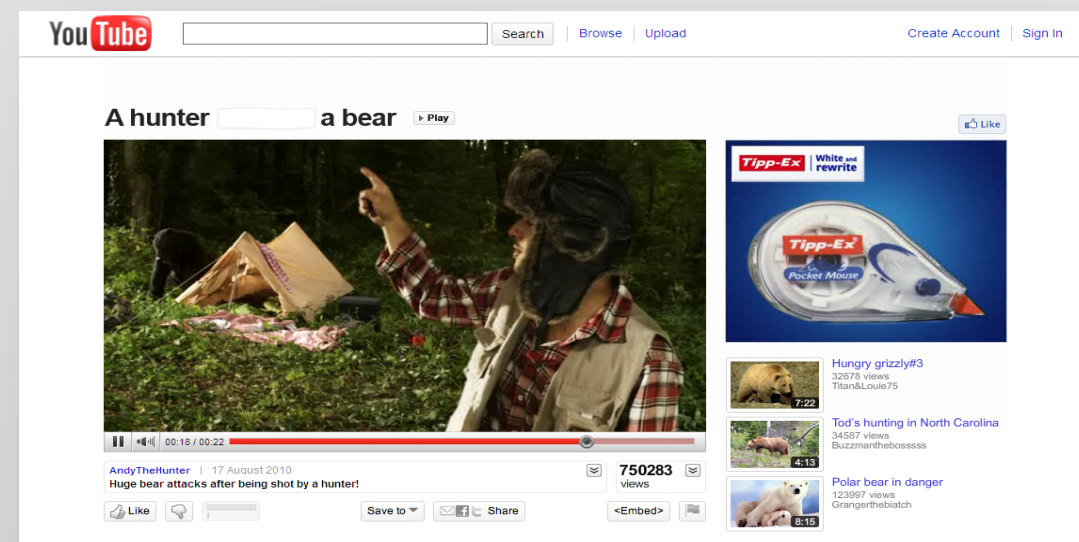 YouTube
Search
Browse
Upload
Create Account
Sign In
A hunter a bear
Play
Like
Tipp-Ex White and rewrite
Tipp-Ex
Pocket Mouse
00:18 / 00:22
AndyTheHunter | 17 August 2010
Huge bear attacks after being shot by a hunter!
750283
views
Like
Save to
Share
<Embed>
Hungry grizzly#3
32678 views
Titan&Louie75
7:22
Tod's hunting in North Carolina
34587 views
Buzzmanthebosssss
4:13
Polar bear in danger
123997 views
Grangerthebiatch
8:15